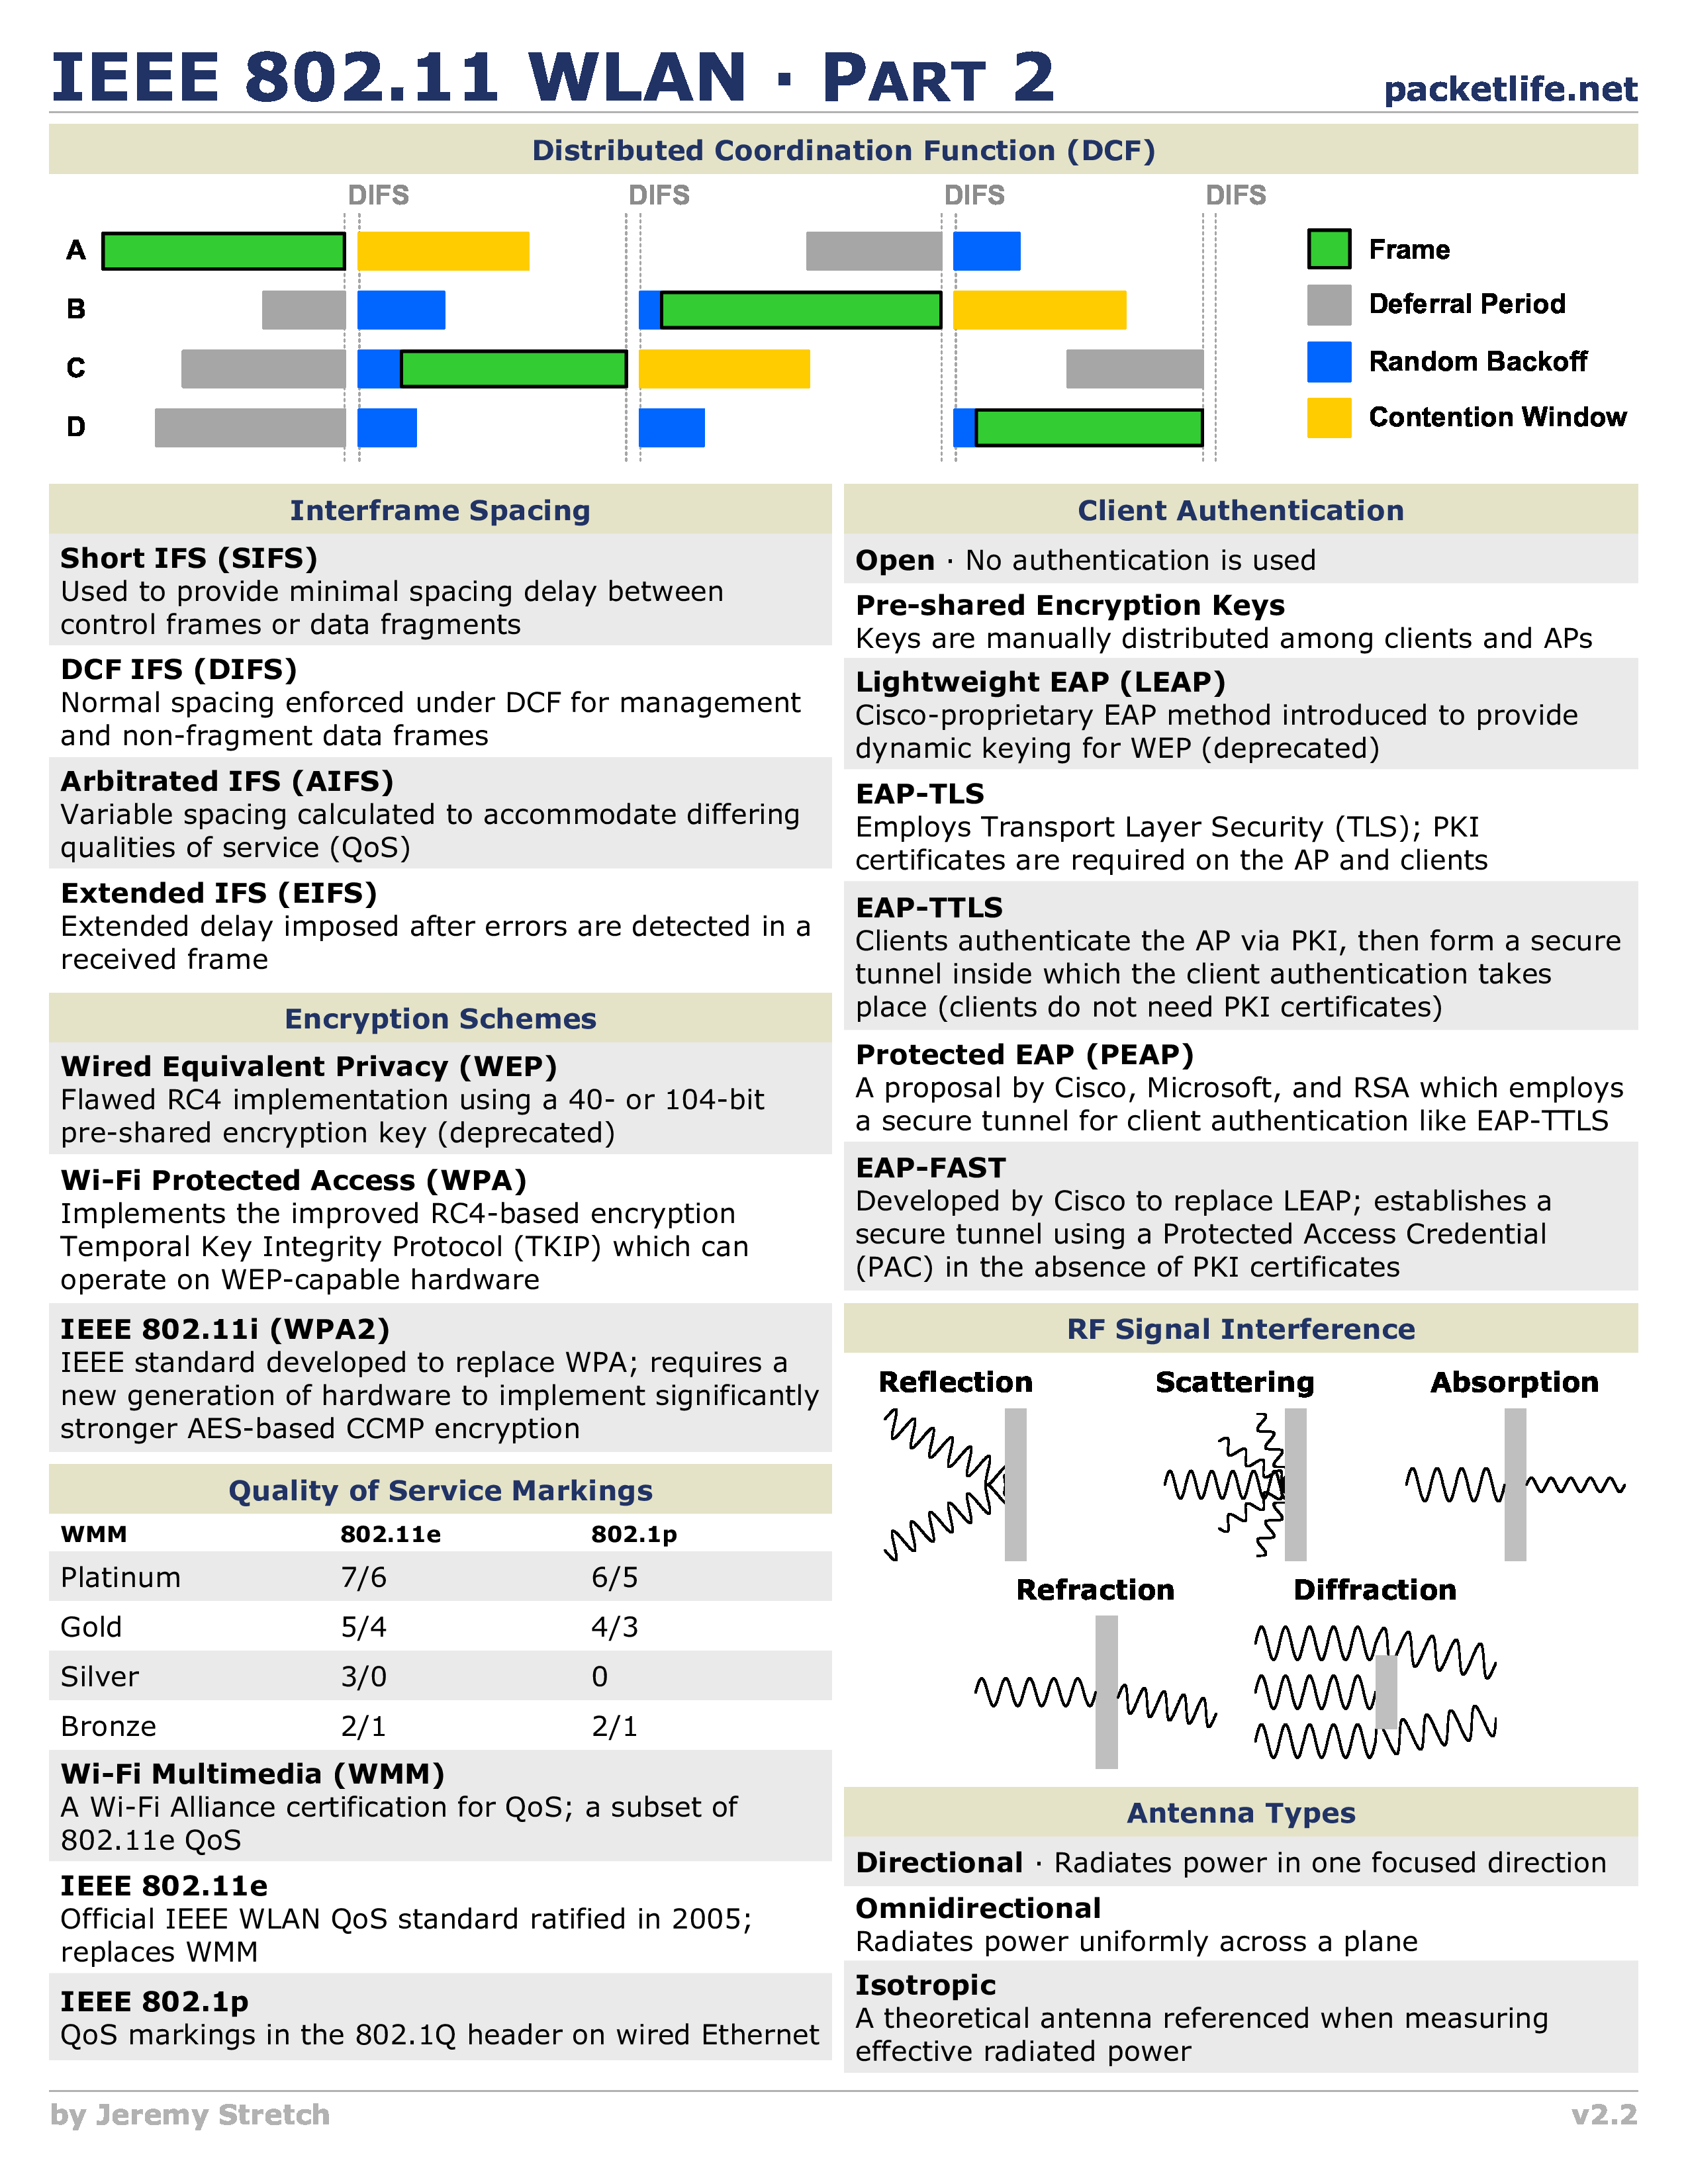 IEEE 802.11 WLAN · PART 2
packetlife.net
Distributed Coordination Function (DCF)
DIFS DIFS DIFS DIFS
A
B
C
D
Frame
Deferral Period
Random Backoff
Contention Window
Interframe Spacing
Short IFS (SIFS)
Used to provide minimal spacing delay between
control frames or data fragments
DCF IFS (DIFS)
Normal spacing enforced under DCF for management
and non-fragment data frames
Arbitrated IFS (AIFS)
Variable spacing calculated to accommodate differing
qualities of service (QoS)
Extended IFS (EIFS)
Extended delay imposed after errors are detected in a
received frame
Encryption Schemes
Wired Equivalent Privacy (WEP)
Flawed RC4 implementation using a 40- or 104-bit
pre-shared encryption key (deprecated)
Wi-Fi Protected Access (WPA)
Implements the improved RC4-based encryption
Temporal Key Integrity Protocol (TKIP) which can
operate on WEP-capable hardware
IEEE 802.11i (WPA2)
IEEE standard developed to replace WPA; requires a
new generation of hardware to implement significantly
stronger AES-based CCMP encryption
Quality of Service Markings
WMM 802.11e 802.1p
Platinum 7/6 6/5
Gold 5/4 4/3
Silver 3/0 0
Bronze 2/1 2/1
Wi-Fi Multimedia (WMM)
A Wi-Fi Alliance certification for QoS; a subset of
802.11e QoS
IEEE 802.11e
Official IEEE WLAN QoS standard ratified in 2005;
replaces WMM
IEEE 802.1p
QoS markings in the 802.1Q header on wired Ethernet
Client Authentication
Open · No authentication is used
Pre-shared Encryption Keys
Keys are manually distributed among clients and APs
Lightweight EAP (LEAP)
Cisco-proprietary EAP method introduced to provide
dynamic keying for WEP (deprecated)
EAP-TLS
Employs Transport Layer Security (TLS); PKI
certificates are required on the AP and clients
EAP-TTLS
Clients authenticate the AP via PKI, then form a secure
tunnel inside which the client authentication takes
place (clients do not need PKI certificates)
Protected EAP (PEAP)
A proposal by Cisco, Microsoft, and RSA which employs
a secure tunnel for client authentication like EAP-TTLS
EAP-FAST
Developed by Cisco to replace LEAP; establishes a
secure tunnel using a Protected Access Credential
(PAC) in the absence of PKI certificates
RF Signal Interference
Reflection Scattering Absorption
Refraction Diffraction
Antenna Types
Directional · Radiates power in one focused direction
Omnidirectional
Radiates power uniformly across a plane
Isotropic
A theoretical antenna referenced when measuring
effective radiated power
by Jeremy Stretch
v2.2